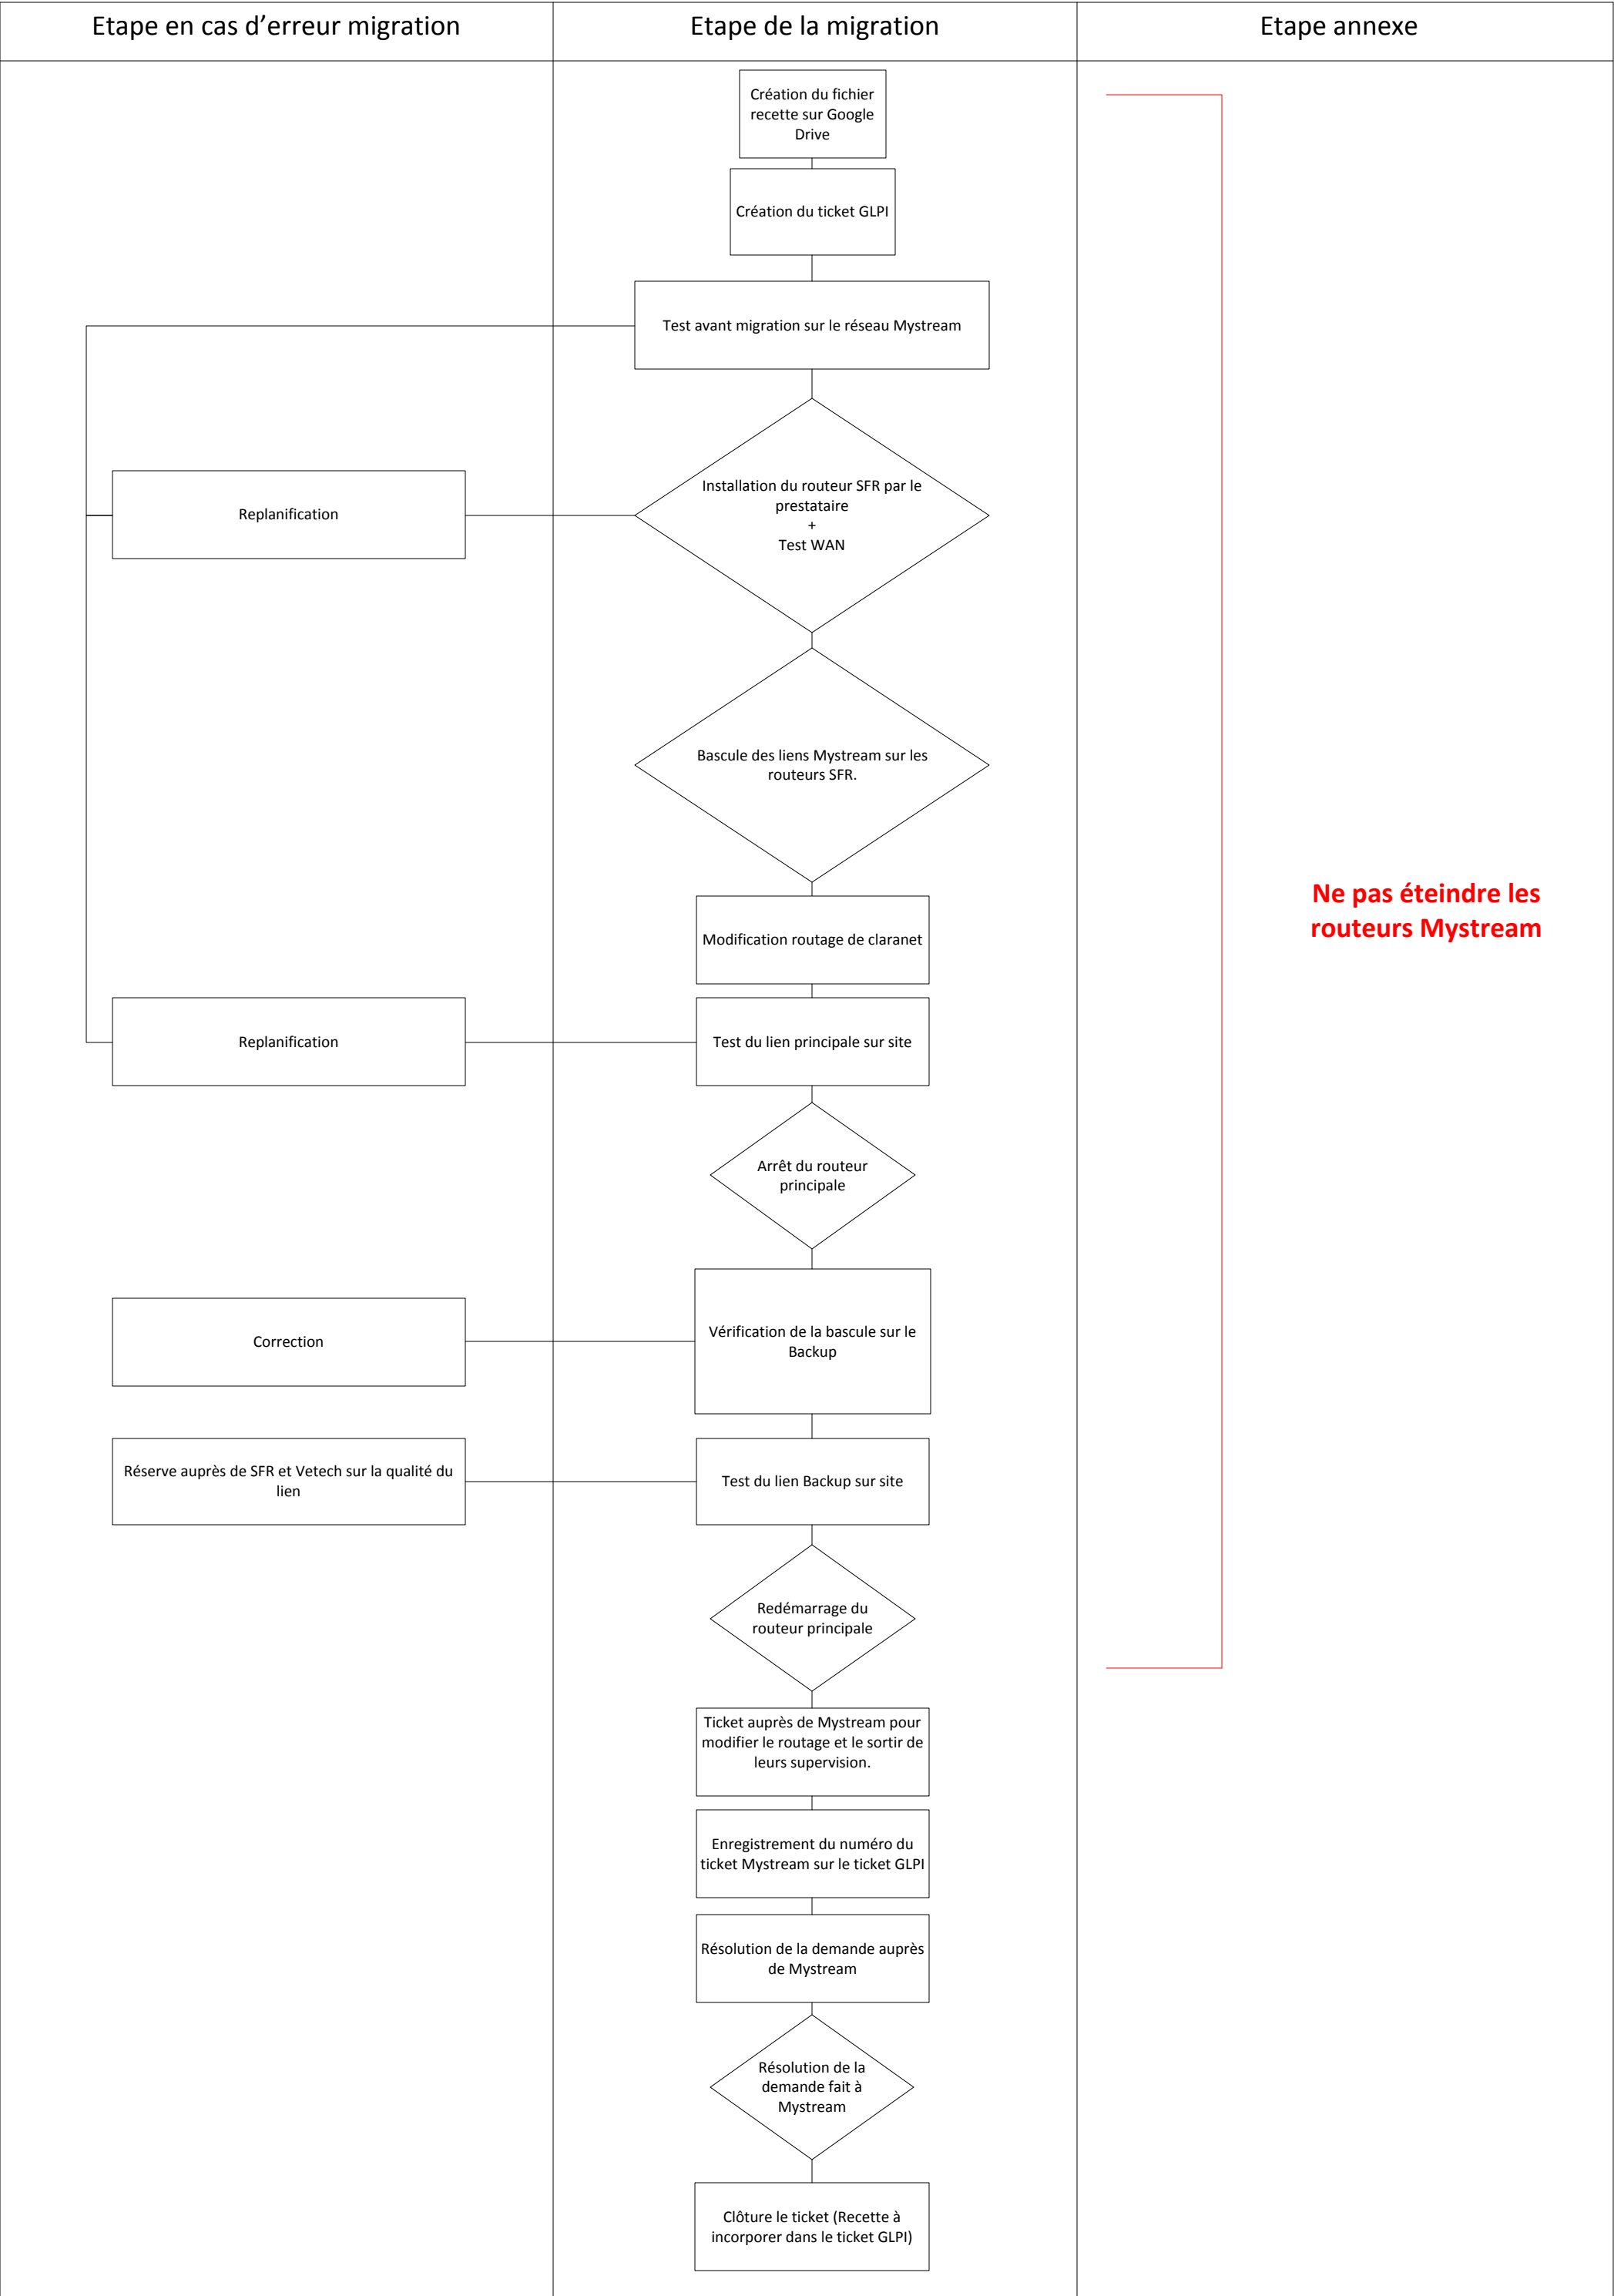 Etape en cas d’erreur migration
Etape de la migration
Etape annexe
Création du fichier
recette sur Google
Drive
Création du ticket GLPI
Test avant migration sur le réseau Mystream
Replanification
Installation du routeur SFR par le
prestataire
+
Test WAN
Bascule des liens Mystream sur les
routeurs SFR.
Ne pas éteindre les
routeurs Mystream
Modification routage de claranet
Replanification
Test du lien principale sur site
Arrêt du routeur
principale
Correction
Vérification de la bascule sur le
Backup
Réserve auprès de SFR et Vetech sur la qualité du
lien
Test du lien Backup sur site
Redémarrage du
routeur principale
Ticket auprès de Mystream pour
modifier le routage et le sortir de
leurs supervision.
Enregistrement du numéro du
ticket Mystream sur le ticket GLPI
Résolution de la demande auprès
de Mystream
Résolution de la
demande fait à
Mystream
Clôture le ticket (Recette à
incorporer dans le ticket GLPI)